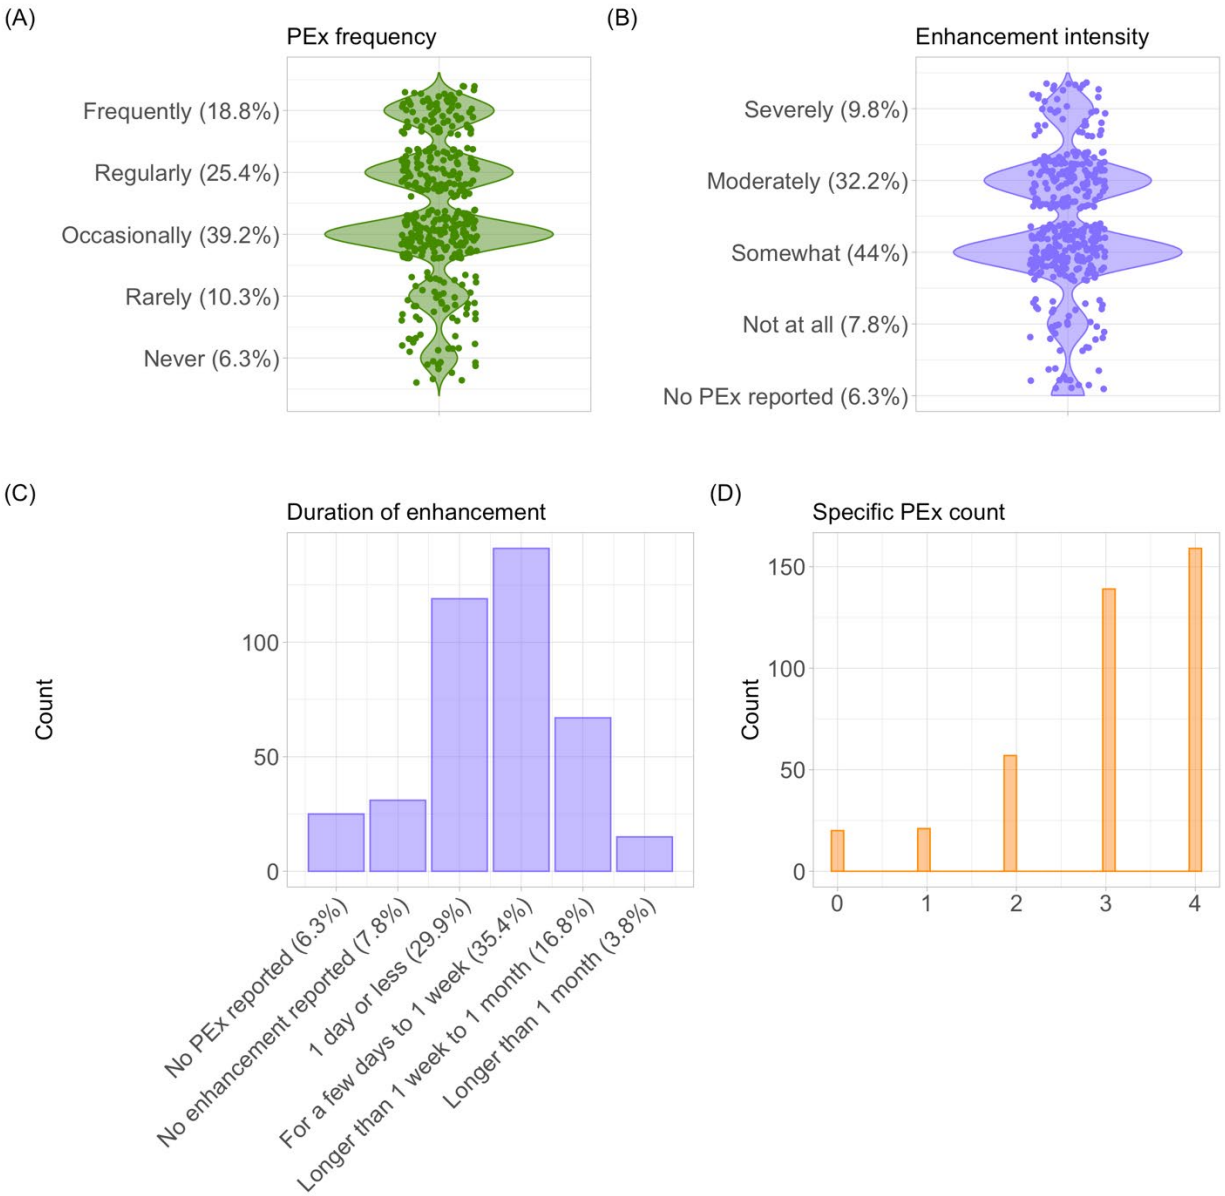 (A)
PEx frequency
Frequently (18.8%)
Regularly (25.4%)
Occasionally (39.2%)
Rarely (10.3%)
Never (6.3%)
(B)
Enhancement intensity
Severely (9.8%)
Moderately (32.2%)
Somewhat (44%)
Not at all (7.8%)
No PEx reported (6.3%)
(C)
Duration of enhancement
Count
100
50
0
No PEx reported (6.3%)
No enhancement reported (7.8%)
1 day or less (29.9%)
For a few days to 1 week (35.4%)
Longer than 1 week to 1 month (16.8%)
Longer than 1 month (3.8%)
(D)
Specific PEx count
Count
150
100
50
0
0 1 2 3 4